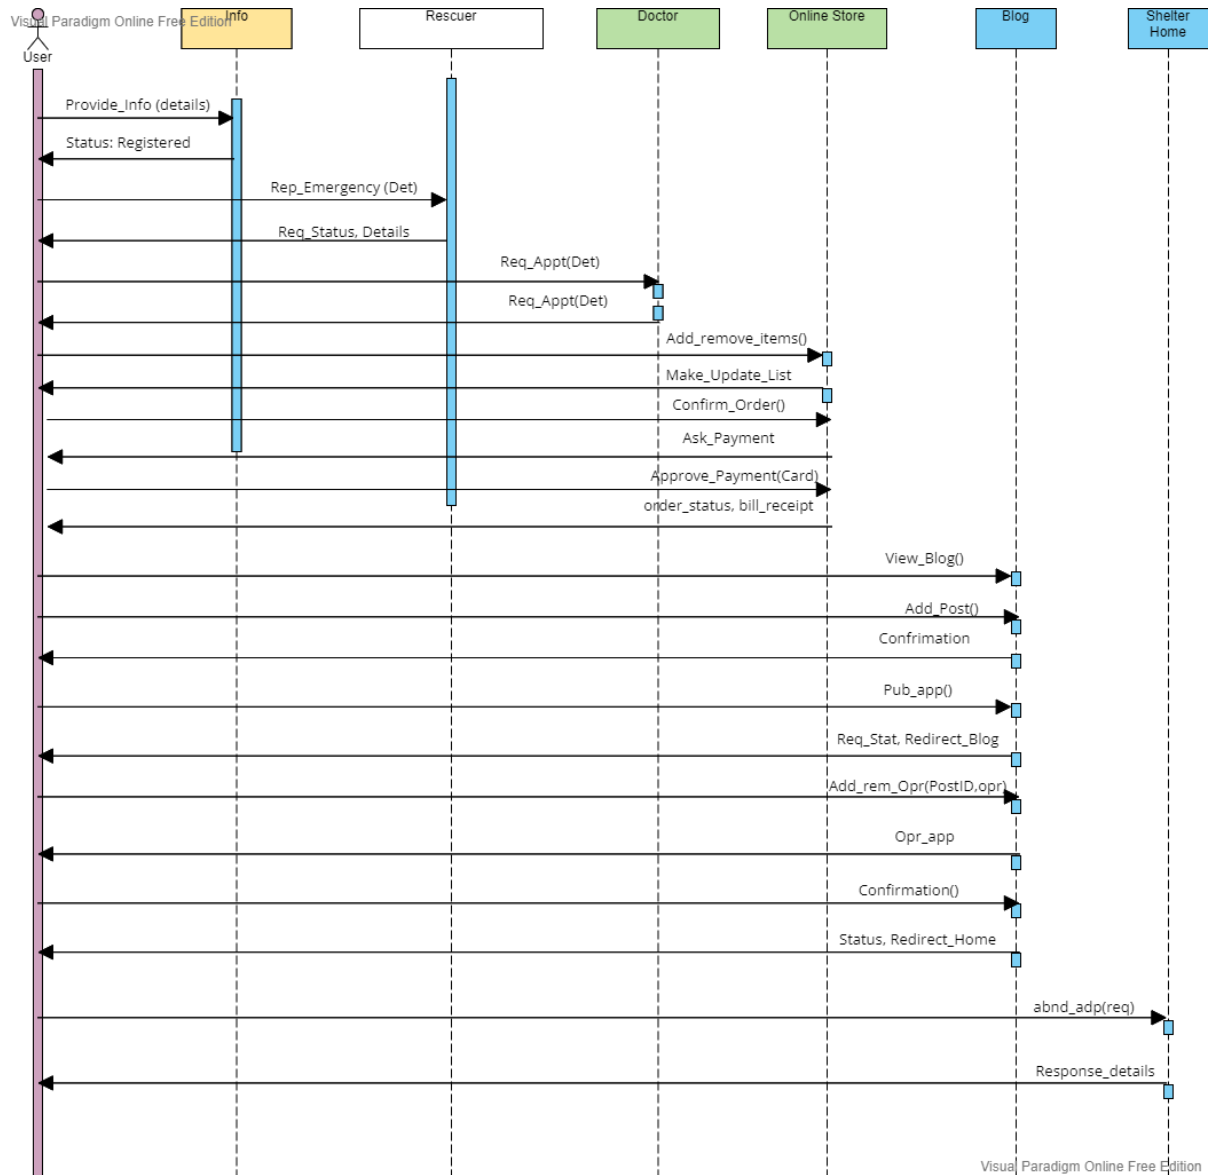 Visual Paradigm Online Free Edition
User
Info
Rescuer
Doctor
Online Store
Blog
Shelter
Home
Provide_Info (details)
Status: Registered
Rep_Emergency (Det)
Req_Status, Details
Req_Appt(Det)
Req_Appt(Det)
Add_remove_items()
Make_Update_List
Confirm_Order()
Ask_Payment
Approve_Payment(Card)
order_status, bill_receipt
View_Blog()
Add_Post()
Confrimation
Pub_app()
Req_Stat, Redirect_Blog
Add_rem_Opr(PostID,opr)
Opr_app
Confirmation()
Status, Redirect_Home
abnd_adp(req)
Response_details
Visual Paradigm Online Free Edition